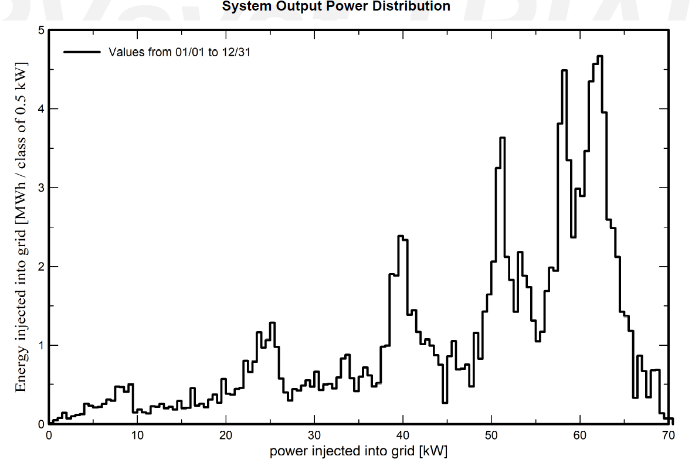 System Output Power Distribution
Values from 01/01 to 12/31
Energy injected into grid [MWh / class of 0.5 kW]
5
4
3
2
1
0
0 10 20 30 40 50 60 70
power injected into grid [kW]